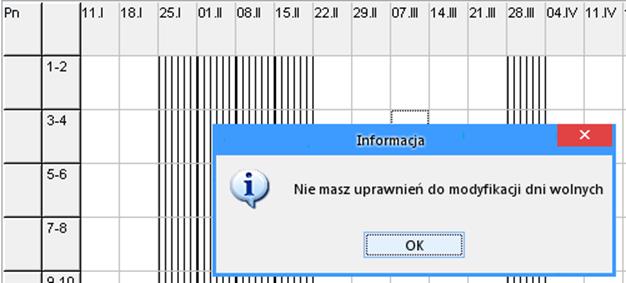 Pn 11.I 18.I 25.I 01.II 08.II 15.II 22.II 29.II 07.III 14.III 21.III 28.III 04.IV 11.IV
1-2
3-4
Informacja
5-6
Nie masz uprawnień do modyfikacji dni wolnych
7-8
OK
9-10